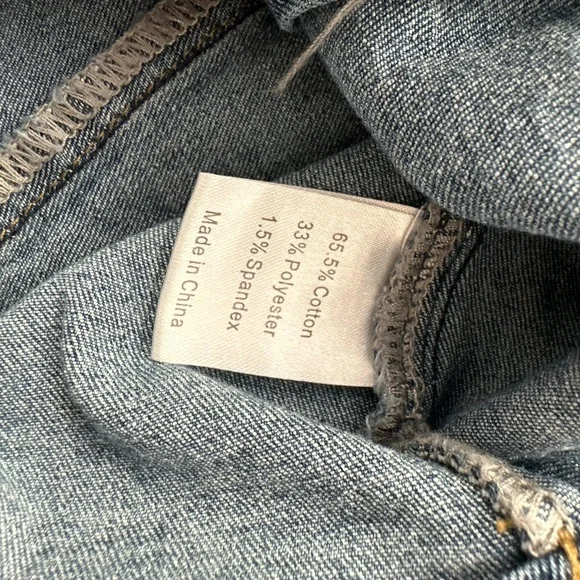 65.5% Cotton
33% Polyester
1.5% Spandex
Made in China